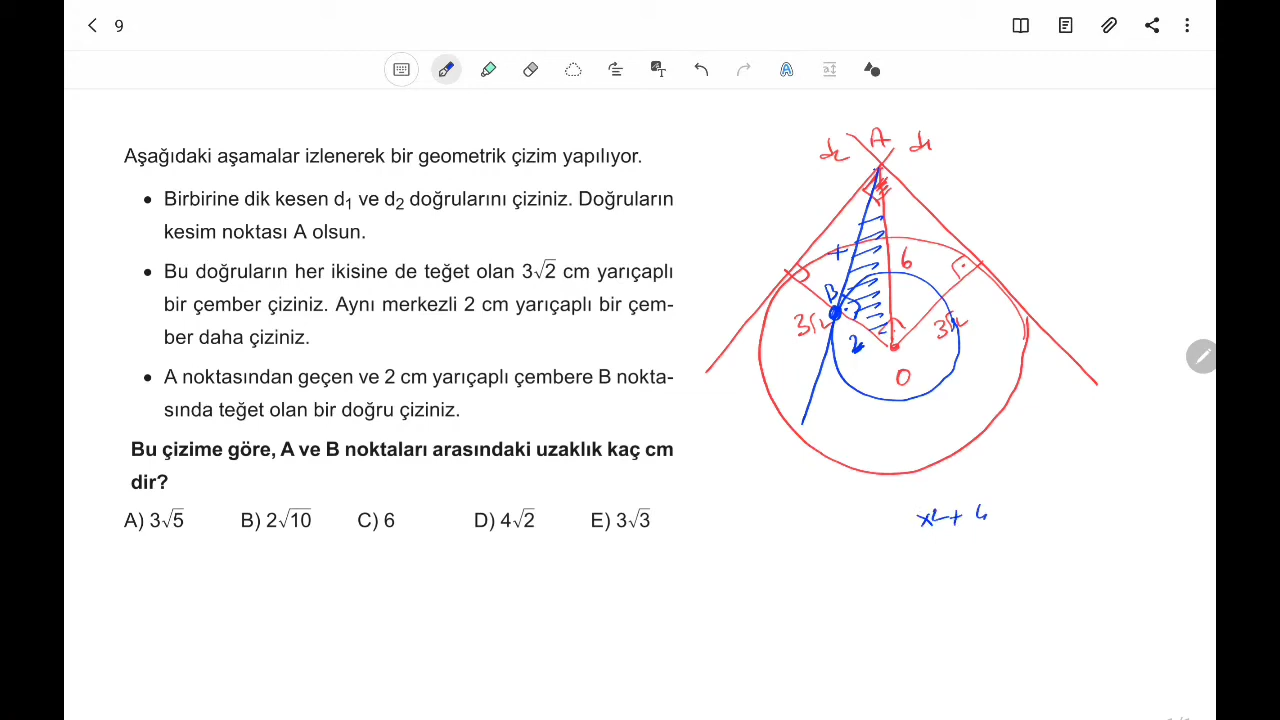 9
Aşağıdaki aşamalar izlenerek bir geometrik çizim yapılıyor.
• Birbirine dik kesen d₁ ve d₂ doğrularını çiziniz. Doğruların
kesim noktası A olsun.
• Bu doğruların her ikisine de teğet olan 3√2 cm yarıçaplı
bir çember çiziniz. Aynı merkezli 2 cm yarıçaplı bir çem-
ber daha çiziniz.
• A noktasından geçen ve 2 cm yarıçaplı çembere B nokta-
sında teğet olan bir doğru çiziniz.
Bu çizime göre, A ve B noktaları arasındaki uzaklık kaç cm
dir?
A) 3√5 B) 2√10 C) 6 D) 4√2 E) 3√3
d₂ A d₁
x 6
B
3√2 2 3√2
O
x² + 4